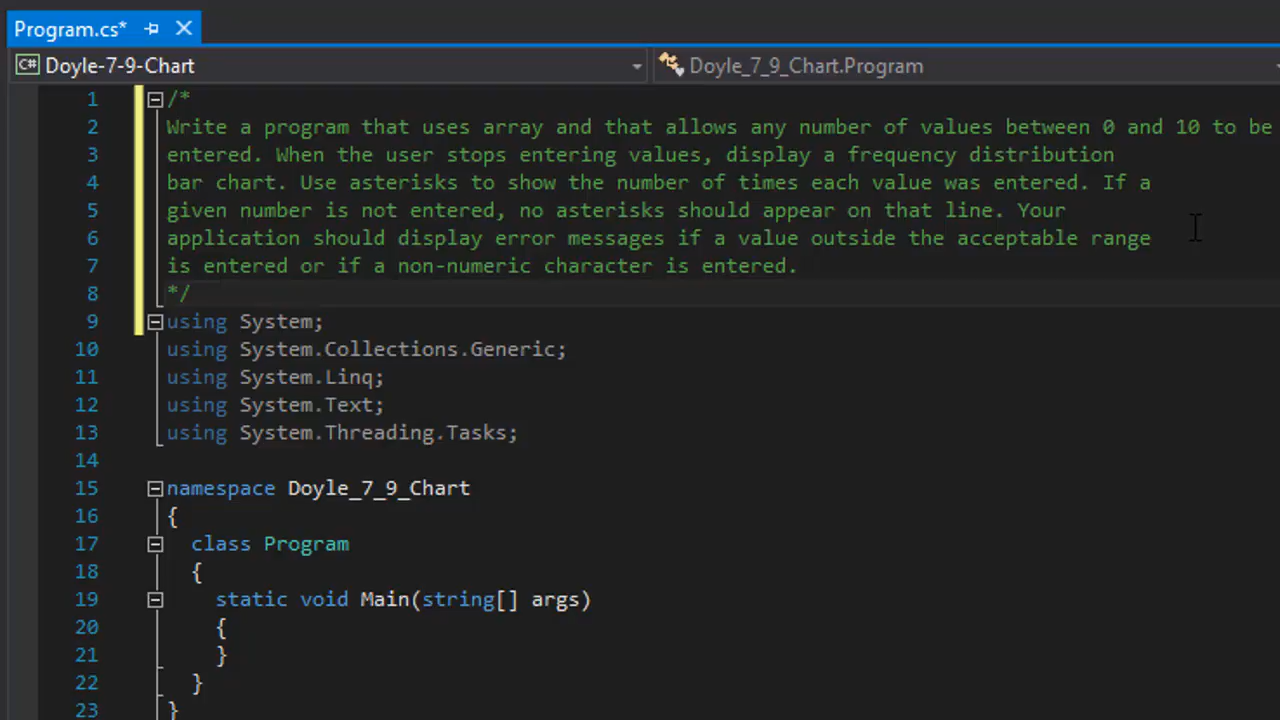 Program.cs*
C# Doyle-7-9-Chart Doyle_7_9_Chart.Program
1 /*
2 Write a program that uses array and that allows any number of values between 0 and 10 to be
3 entered. When the user stops entering values, display a frequency distribution
4 bar chart. Use asterisks to show the number of times each value was entered. If a
5 given number is not entered, no asterisks should appear on that line. Your
6 application should display error messages if a value outside the acceptable range
7 is entered or if a non-numeric character is entered.
8 */
9 using System;
10 using System.Collections.Generic;
11 using System.Linq;
12 using System.Text;
13 using System.Threading.Tasks;
14
15 namespace Doyle_7_9_Chart
16 {
17 class Program
18 {
19 static void Main(string[] args)
20 {
21 }
22 }
23 }